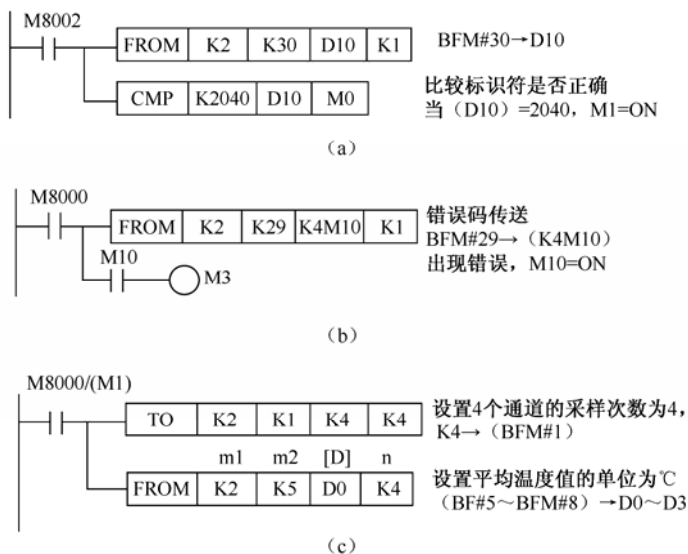 M8002
FROM K2 K30 D10 K1 BFM#30→D10
CMP K2040 D10 M0 比较标识符是否正确
当（D10）=2040，M1=ON
（a）
M8000
FROM K2 K29 K4M10 K1 错误码传送
BFM#29→（K4M10）
出现错误，M10=ON
M10
M3
（b）
M8000/(M1)
TO K2 K1 K4 K4 设置4个通道的采样次数为4，
K4→（BFM#1）
m1 m2 [D] n
FROM K2 K5 D0 K4 设置平均温度值的单位为℃
（BF#5～BFM#8）→D0～D3
（c）